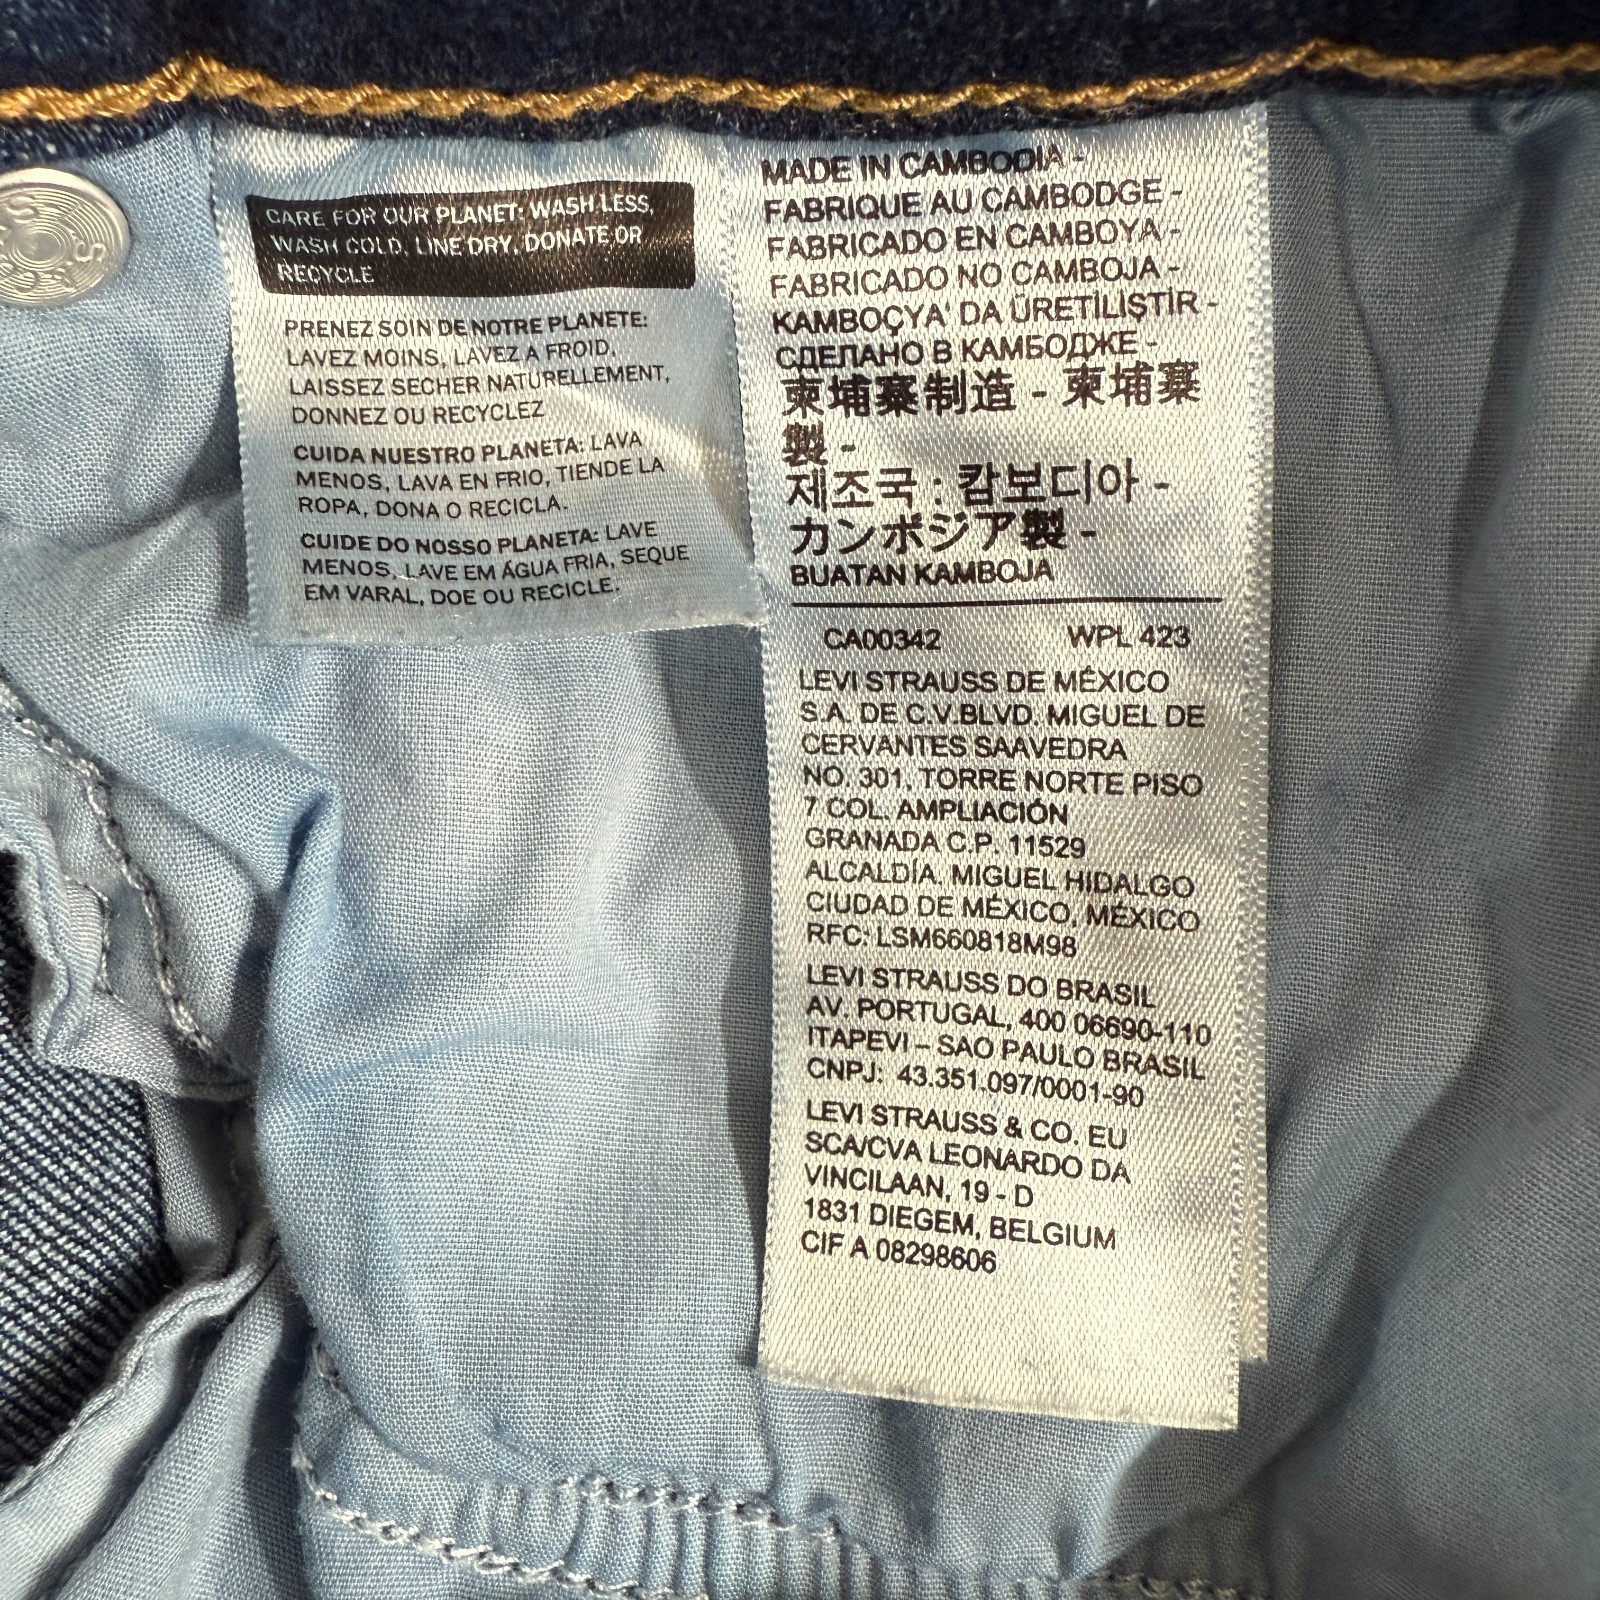 CARE FOR OUR PLANET: WASH LESS,
WASH COLD, LINE DRY, DONATE OR
RECYCLE
PRENEZ SOIN DE NOTRE PLANETE:
LAVEZ MOINS, LAVEZ A FROID,
LAISSEZ SECHER NATURELLEMENT,
DONNEZ OU RECYCLEZ
CUIDA NUESTRO PLANETA: LAVA
MENOS, LAVA EN FRIO, TIENDE LA
ROPA, DONA O RECICLA.
CUIDE DO NOSSO PLANETA: LAVE
MENOS, LAVE EM ÁGUA FRIA, SEQUE
EM VARAL, DOE OU RECICLE.
MADE IN CAMBODIA -
FABRIQUE AU CAMBODGE -
FABRICADO EN CAMBOYA -
FABRICADO NO CAMBOJA -
KAMBOÇYA' DA ÜRETİLİŞTİR -
СДЕЛАНО В КАМБОДЖЕ -
柬埔寨制造 - 柬埔寨
製 -
제조국 : 캄보디아 -
カンボジア製 -
BUATAN KAMBOJA
CA00342 WPL 423
LEVI STRAUSS DE MÉXICO
S.A. DE C.V.BLVD. MIGUEL DE
CERVANTES SAAVEDRA
NO. 301, TORRE NORTE PISO
7 COL. AMPLIACIÓN
GRANADA C.P. 11529
ALCALDÍA. MIGUEL HIDALGO
CIUDAD DE MÉXICO, MÉXICO
RFC: LSM660818M98
LEVI STRAUSS DO BRASIL
AV. PORTUGAL, 400 06690-110
ITAPEVI – SAO PAULO BRASIL
CNPJ: 43.351.097/0001-90
LEVI STRAUSS & CO. EU
SCA/CVA LEONARDO DA
VINCILAAN, 19 - D
1831 DIEGEM, BELGIUM
CIF A 08298606